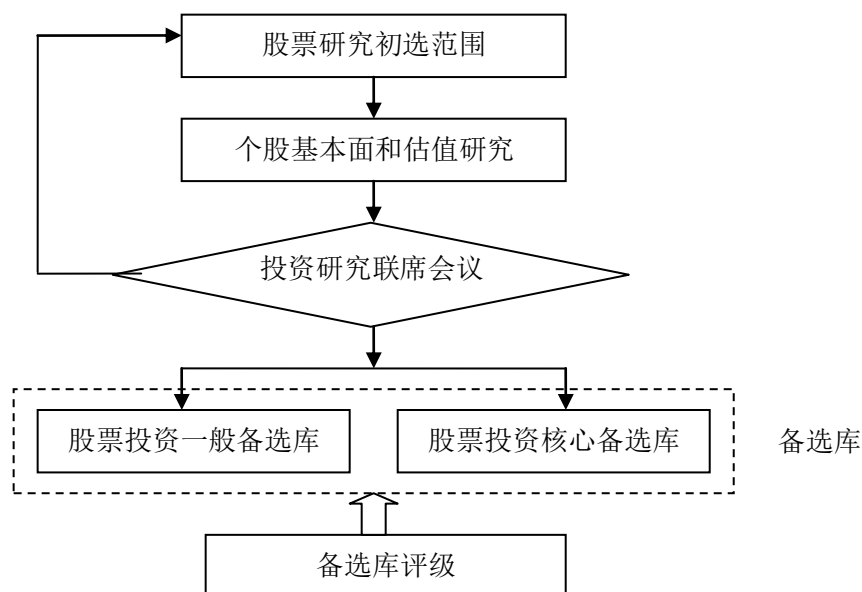 股票研究初选范围
个股基本面和估值研究
投资研究联席会议
股票投资一般备选库
股票投资核心备选库
备选库
备选库评级